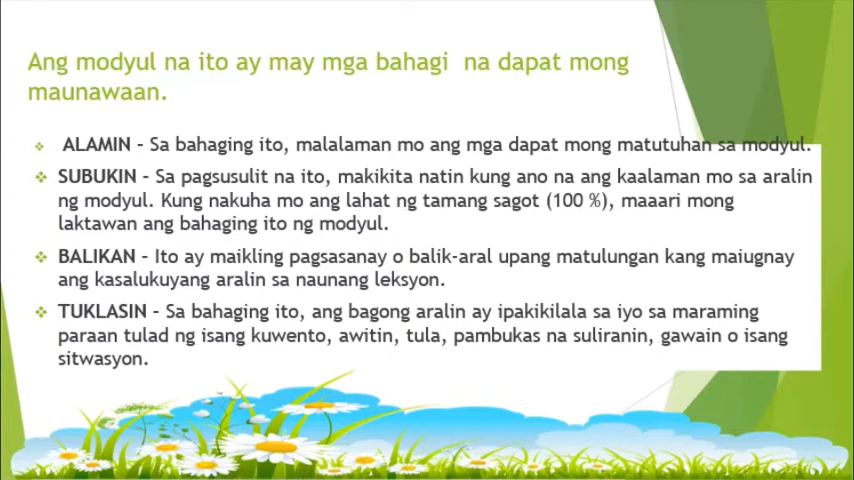 Ang modyul na ito ay may mga bahagi na dapat mong
maunawaan.
❖ ALAMIN – Sa bahaging ito, malalaman mo ang mga dapat mong matutuhan sa modyul.
❖ SUBUKIN – Sa pagsusulit na ito, makikita natin kung ano na ang kaalaman mo sa aralin
ng modyul. Kung nakuha mo ang lahat ng tamang sagot (100 %), maaari mong
laktawan ang bahaging ito ng modyul.
❖ BALIKAN – Ito ay maikling pagsasanay o balik-aral upang matulungan kang maiugnay
ang kasalukuyang aralin sa naunang leksyon.
❖ TUKLASIN – Sa bahaging ito, ang bagong aralin ay ipakikilala sa iyo sa maraming
paraan tulad ng isang kuwento, awitin, tula, pambukas na suliranin, gawain o isang
sitwasyon.